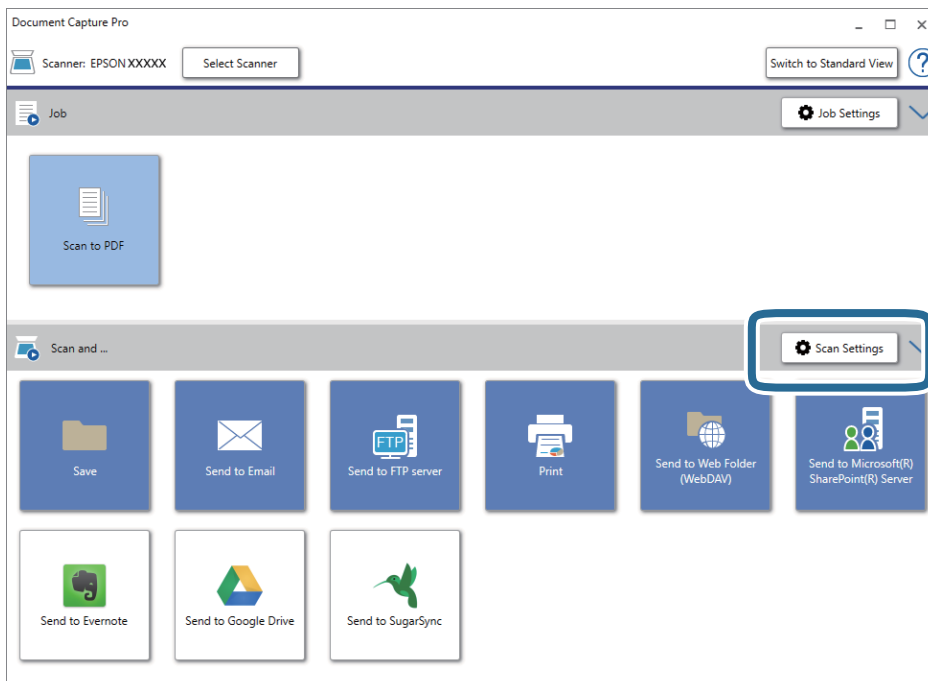 Document Capture Pro
Scanner: EPSON XXXXX
Select Scanner
Switch to Standard View
?
Job
Job Settings
Scan to PDF
Scan and ...
Scan Settings
Save
Send to Email
FTP
Send to FTP server
Print
Send to Web Folder
(WebDAV)
Send to Microsoft(R)
SharePoint(R) Server
Send to Evernote
Send to Google Drive
Send to SugarSync